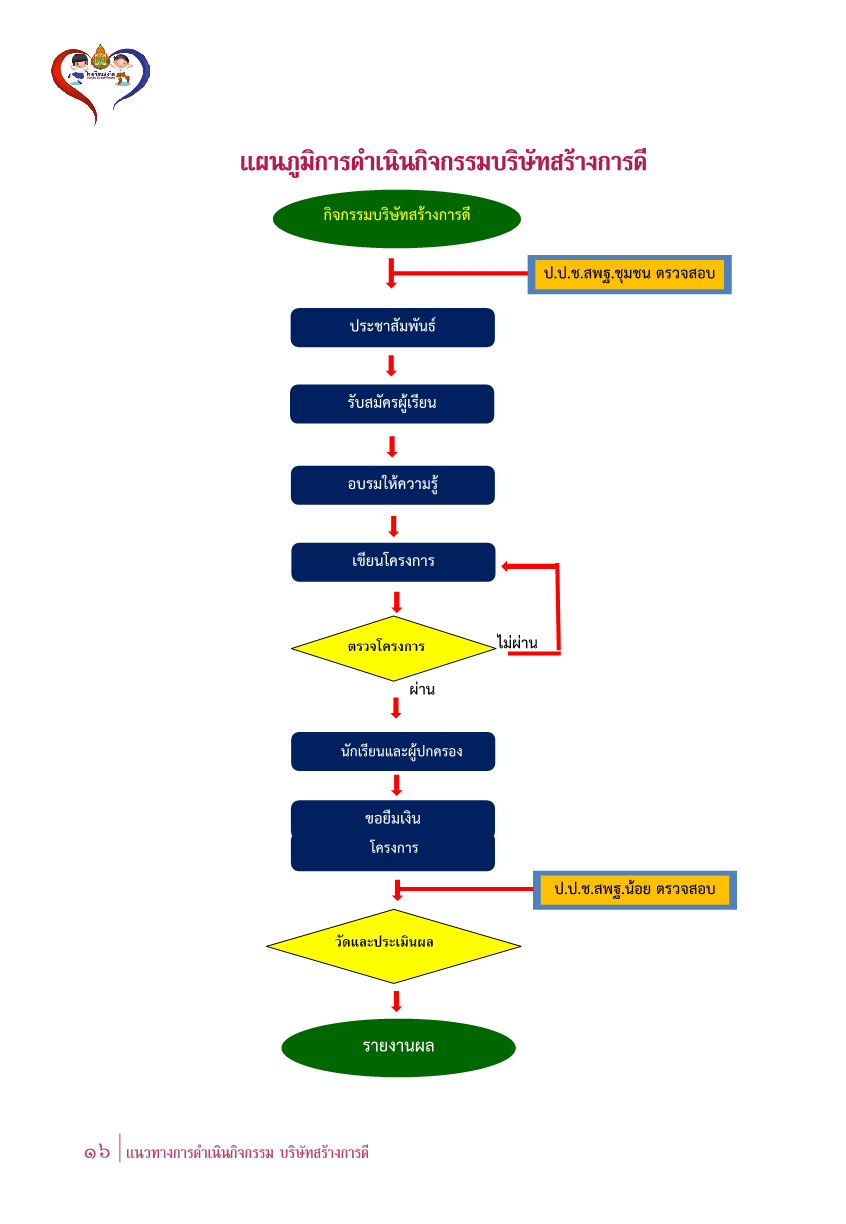 แผนภูมิการดำเนินกิจกรรมบริษัทสร้างการดี
กิจกรรมบริษัทสร้างการดี
ป.ป.ช.สพฐ.ชุมชน ตรวจสอบ
ประชาสัมพันธ์
รับสมัครผู้เรียน
อบรมให้ความรู้
เขียนโครงการ
ตรวจโครงการ
ไม่ผ่าน
ผ่าน
นักเรียนและผู้ปกครอง
ขอยืมเงิน
โครงการ
ป.ป.ช.สพฐ.น้อย ตรวจสอบ
วัดและประเมินผล
รายงานผล
๑๖ แนวทางการดำเนินกิจกรรม บริษัทสร้างการดี